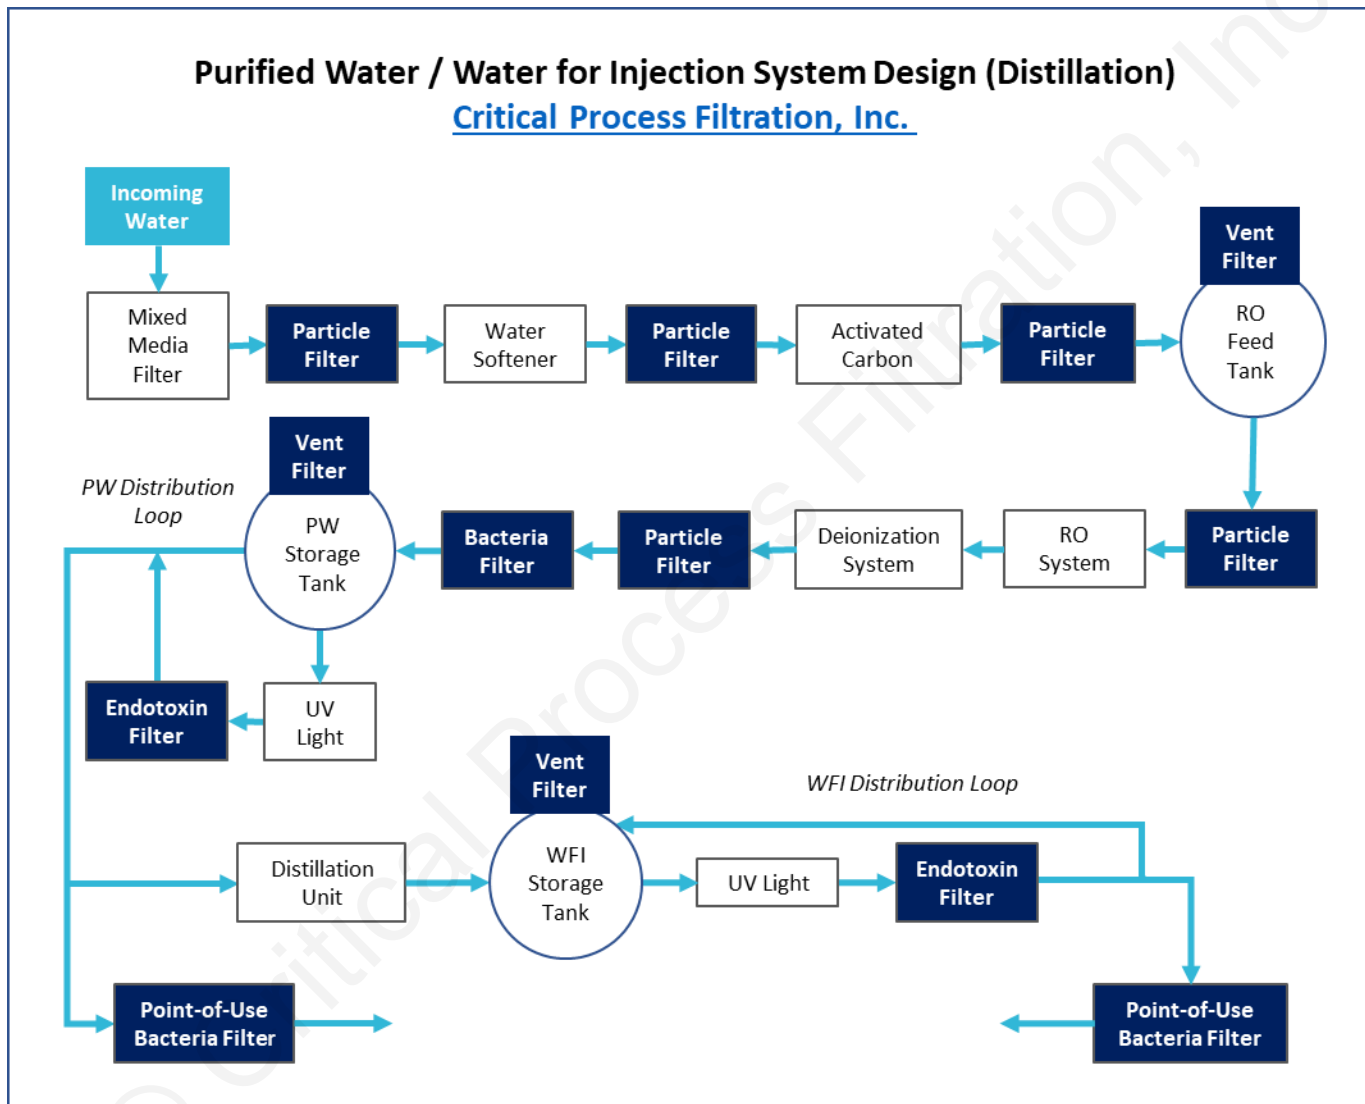 Purified Water / Water for Injection System Design (Distillation)
Critical Process Filtration, Inc.
Incoming
Water
Vent
Filter
Mixed
Media
Filter
Particle
Filter
Water
Softener
Particle
Filter
Activated
Carbon
Particle
Filter
RO
Feed
Tank
PW Distribution
Loop
Vent
Filter
PW
Storage
Tank
Bacteria
Filter
Particle
Filter
Deionization
System
RO
System
Particle
Filter
Endotoxin
Filter
UV
Light
Vent
Filter
WFI Distribution Loop
Distillation
Unit
WFI
Storage
Tank
UV Light
Endotoxin
Filter
Point-of-Use
Bacteria Filter
Point-of-Use
Bacteria Filter
© Critical Process Filtration, Inc